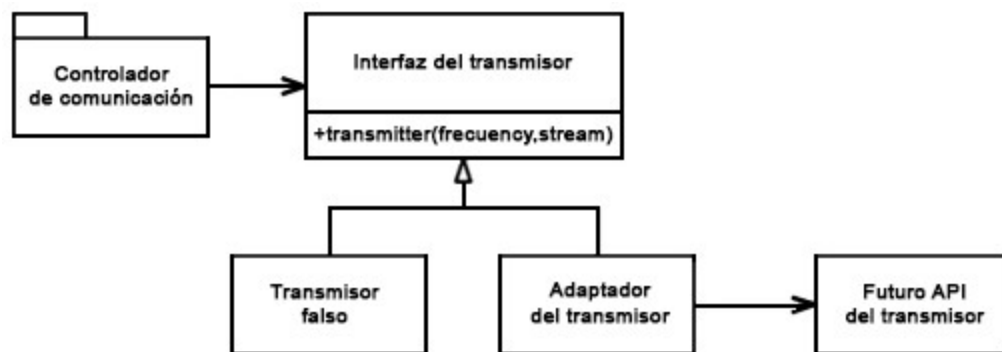 Controlador
de comunicación
Interfaz del transmisor
+transmitter(frecuency,stream)
Transmisor
falso
Adaptador
del transmisor
Futuro API
del transmisor